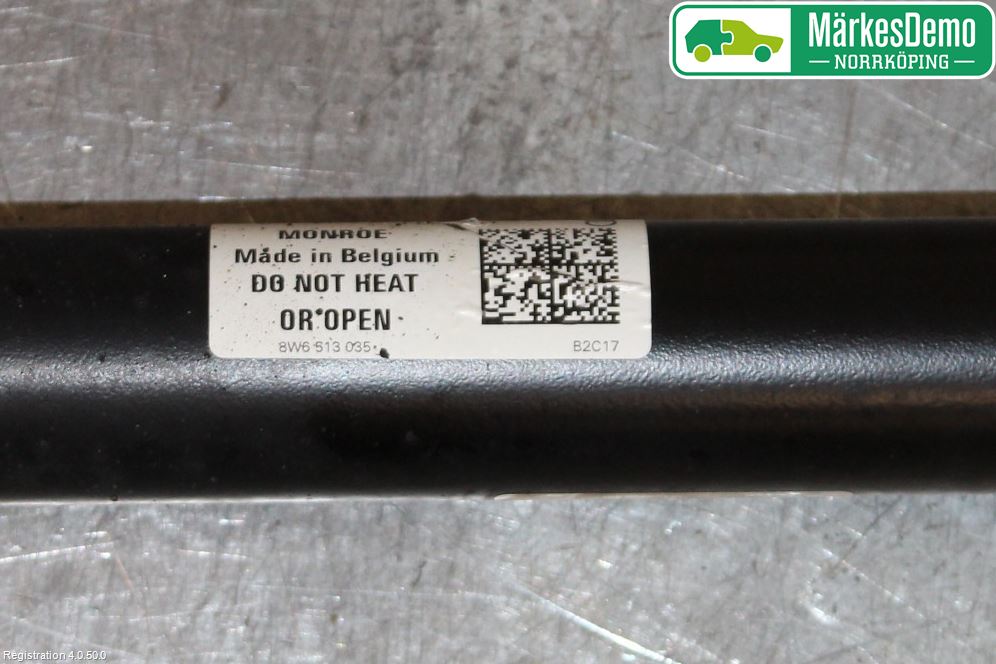 MärkesDemo
NORRKÖPING
MONROE
Made in Belgium
DO NOT HEAT
OR OPEN
8W6 513 035
B2C17
Registration 4.0.50.0